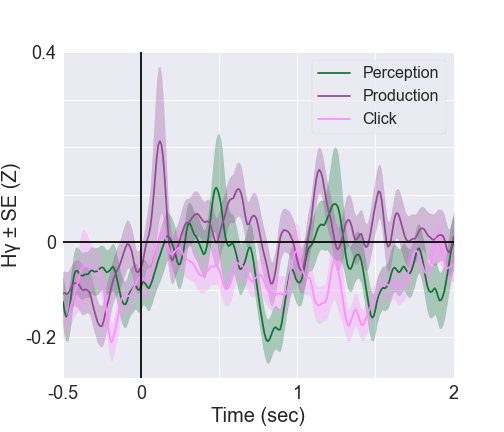 0.4
0
-0.2
Hγ ± SE (Z)
Perception
Production
Click
-0.5 0 1 2
Time (sec)